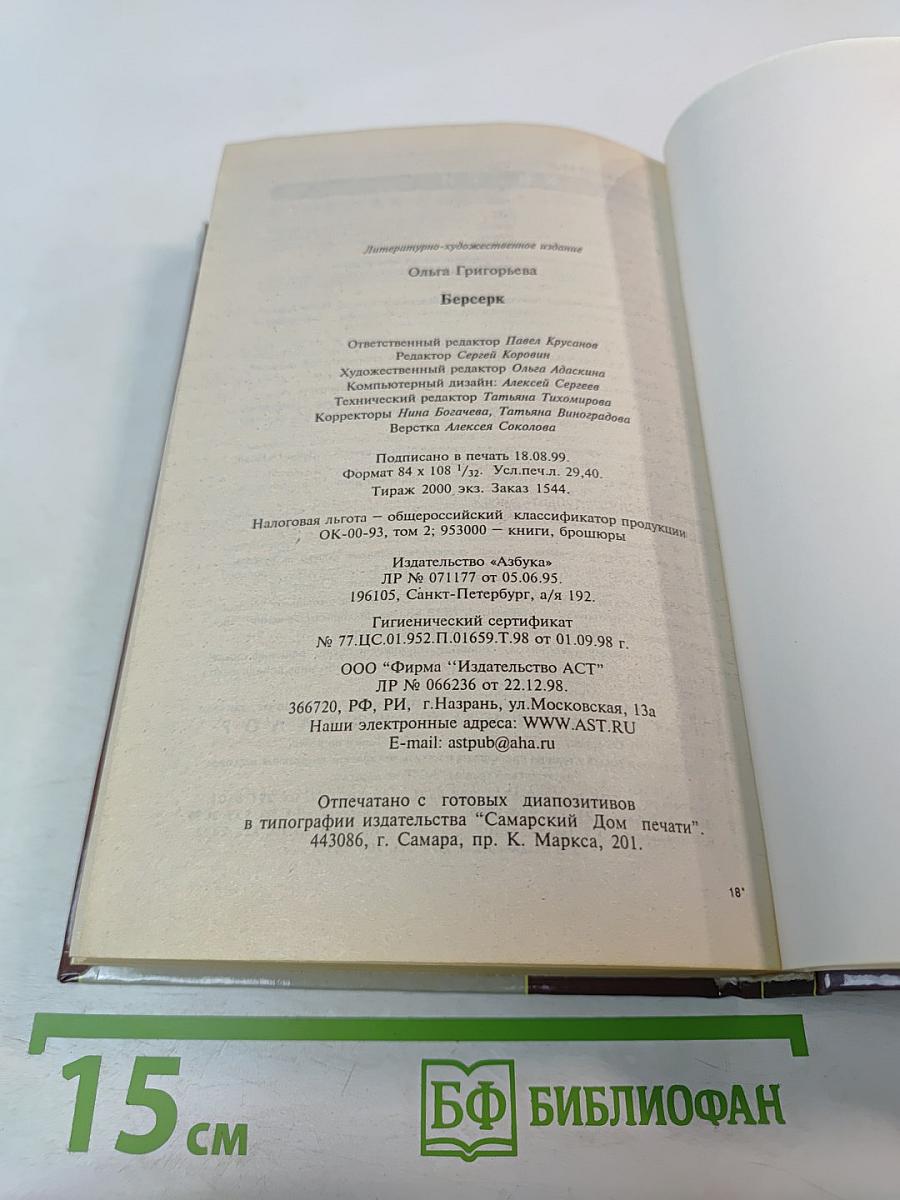 Литературно-художественное издание
Ольга Григорьева
Берсерк
Ответственный редактор Павел Крусанов
Редактор Сергей Коровин
Художественный редактор Ольга Адаскина
Компьютерный дизайн: Алексей Сергеев
Технический редактор Татьяна Тихомирова
Корректоры Нина Богачева, Татьяна Виноградова
Верстка Алексея Соколова
Подписано в печать 18.08.99.
Формат 84 х 108 1/32. Усл.печ.л. 29,40.
Тираж 2000 экз. Заказ 1544.
Налоговая льгота – общероссийский классификатор продукции
ОК-00-93, том 2; 953000 – книги, брошюры
Издательство «Азбука»
ЛР № 071177 от 05.06.95.
196105, Санкт-Петербург, а/я 192.
Гигиенический сертификат
№ 77.ЦС.01.952.П.01659.Т.98 от 01.09.98 г.
ООО “Фирма “Издательство АСТ”
ЛР № 066236 от 22.12.98.
366720, РФ, РИ, г.Назрань, ул.Московская, 13а
Наши электронные адреса: WWW.AST.RU
E-mail: astpub@aha.ru
Отпечатано с готовых диапозитивов
в типографии издательства “Самарский Дом печати”.
443086, г. Самара, пр. К. Маркса, 201.
18*
15 см
БФ БИБЛИОФАН